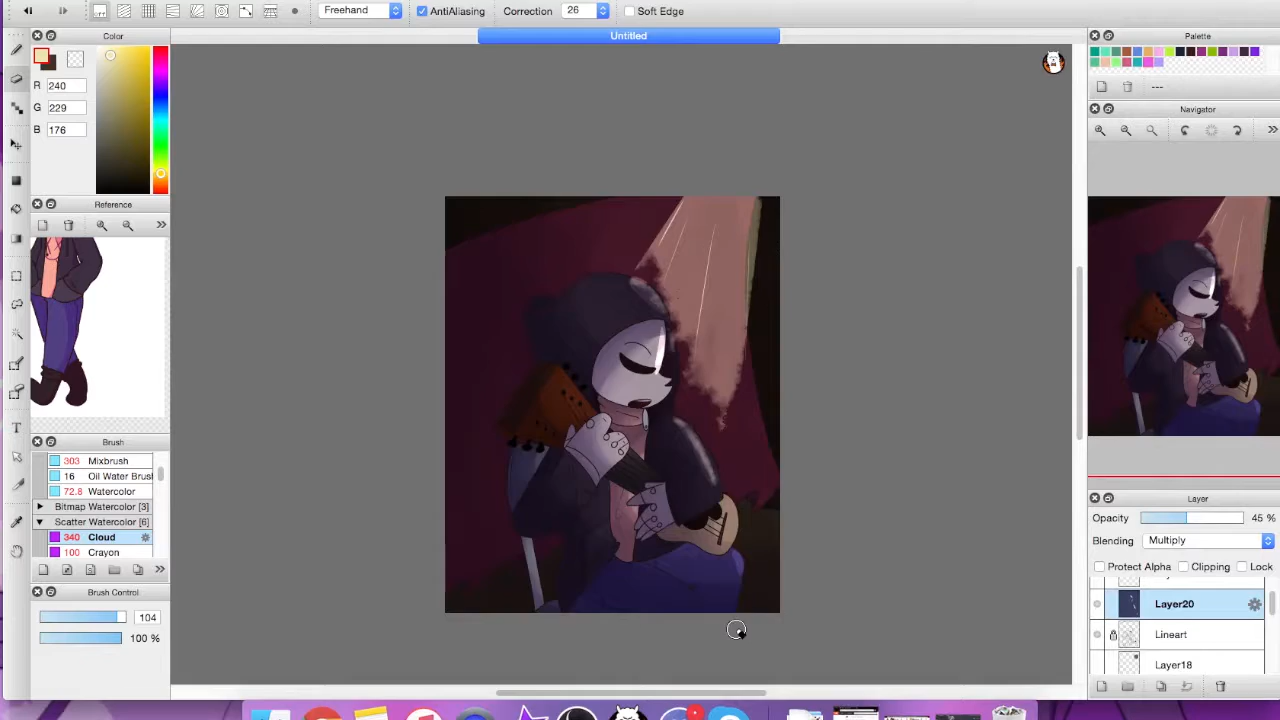 Freehand
AntiAliasing
Correction
26
Soft Edge
Untitled
Color
R 240
G 229
B 176
Reference
Brush
303 Mixbrush
16 Oil Water Brus
72.8 Watercolor
Bitmap Watercolor [3]
Scatter Watercolor [6]
340 Cloud
100 Crayon
Brush Control
104
100 %
Palette
---
Navigator
Layer
Opacity 45 %
Blending Multiply
Protect Alpha Clipping Lock
Layer20
Lineart
Layer18